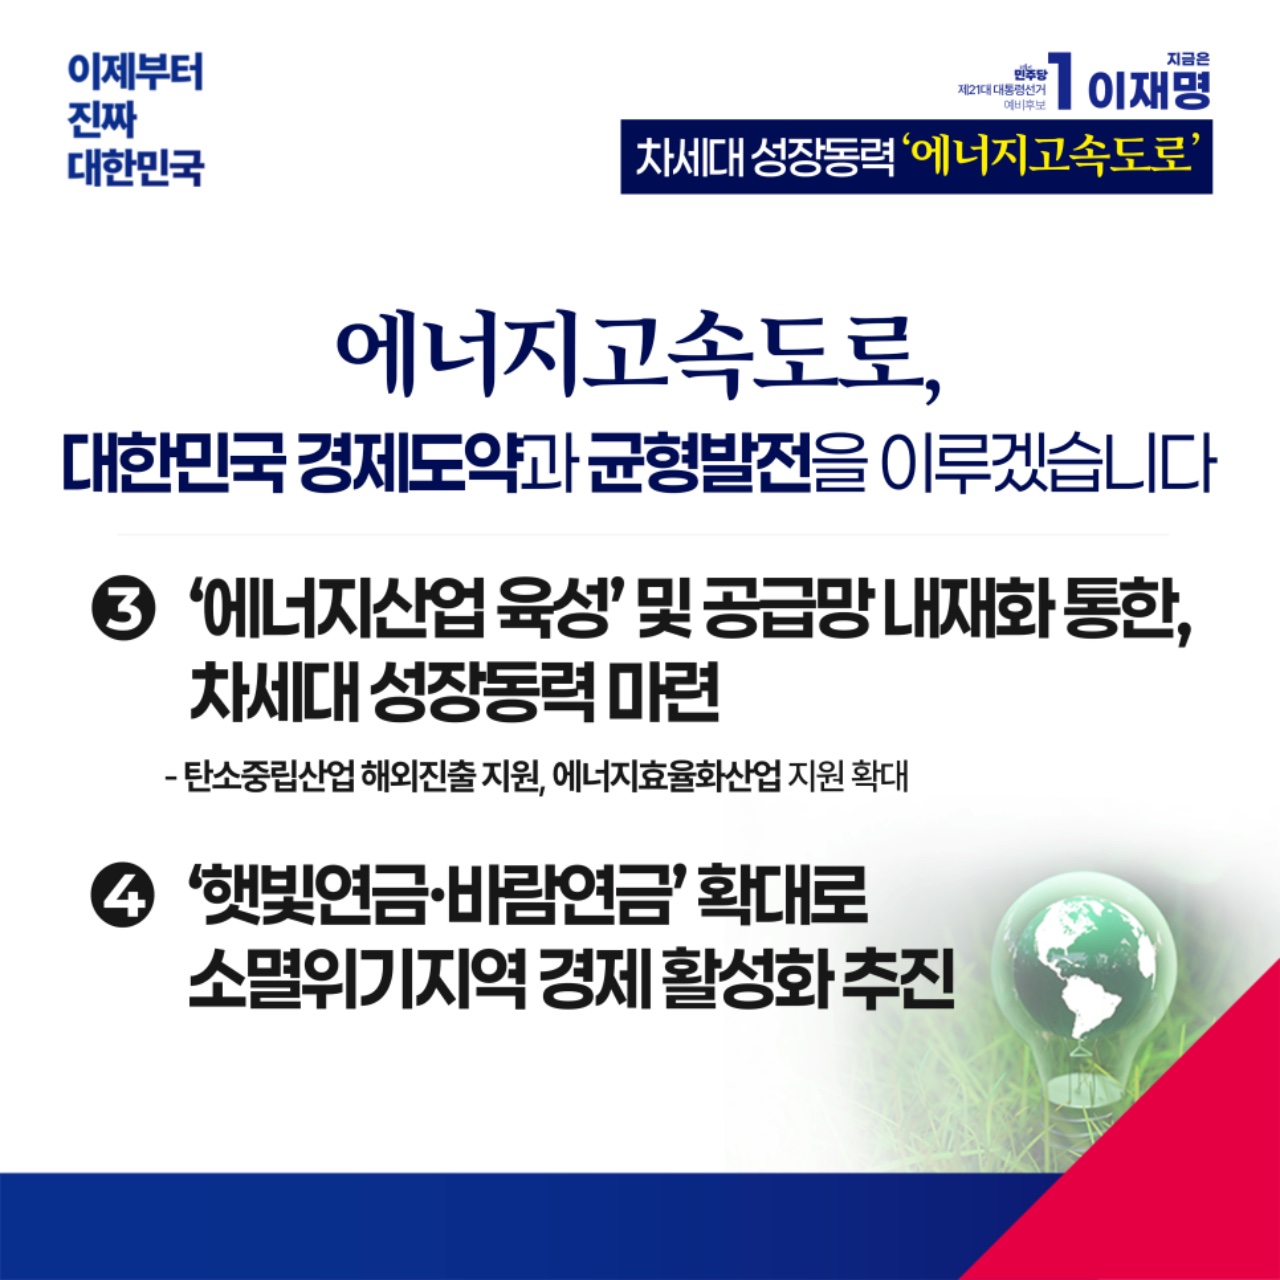 이제부터
진짜
대한민국
지금은
민주당
제21대 대통령선거
예비후보
1 이재명
차세대 성장동력 ‘에너지고속도로’
에너지고속도로,
대한민국 경제도약과 균형발전을 이루겠습니다
3 ‘에너지산업 육성’ 및 공급망 내재화 통한,
차세대 성장동력 마련
- 탄소중립산업 해외진출 지원, 에너지효율화산업 지원 확대
4 ‘햇빛연금·바람연금’ 확대로
소멸위기지역 경제 활성화 추진